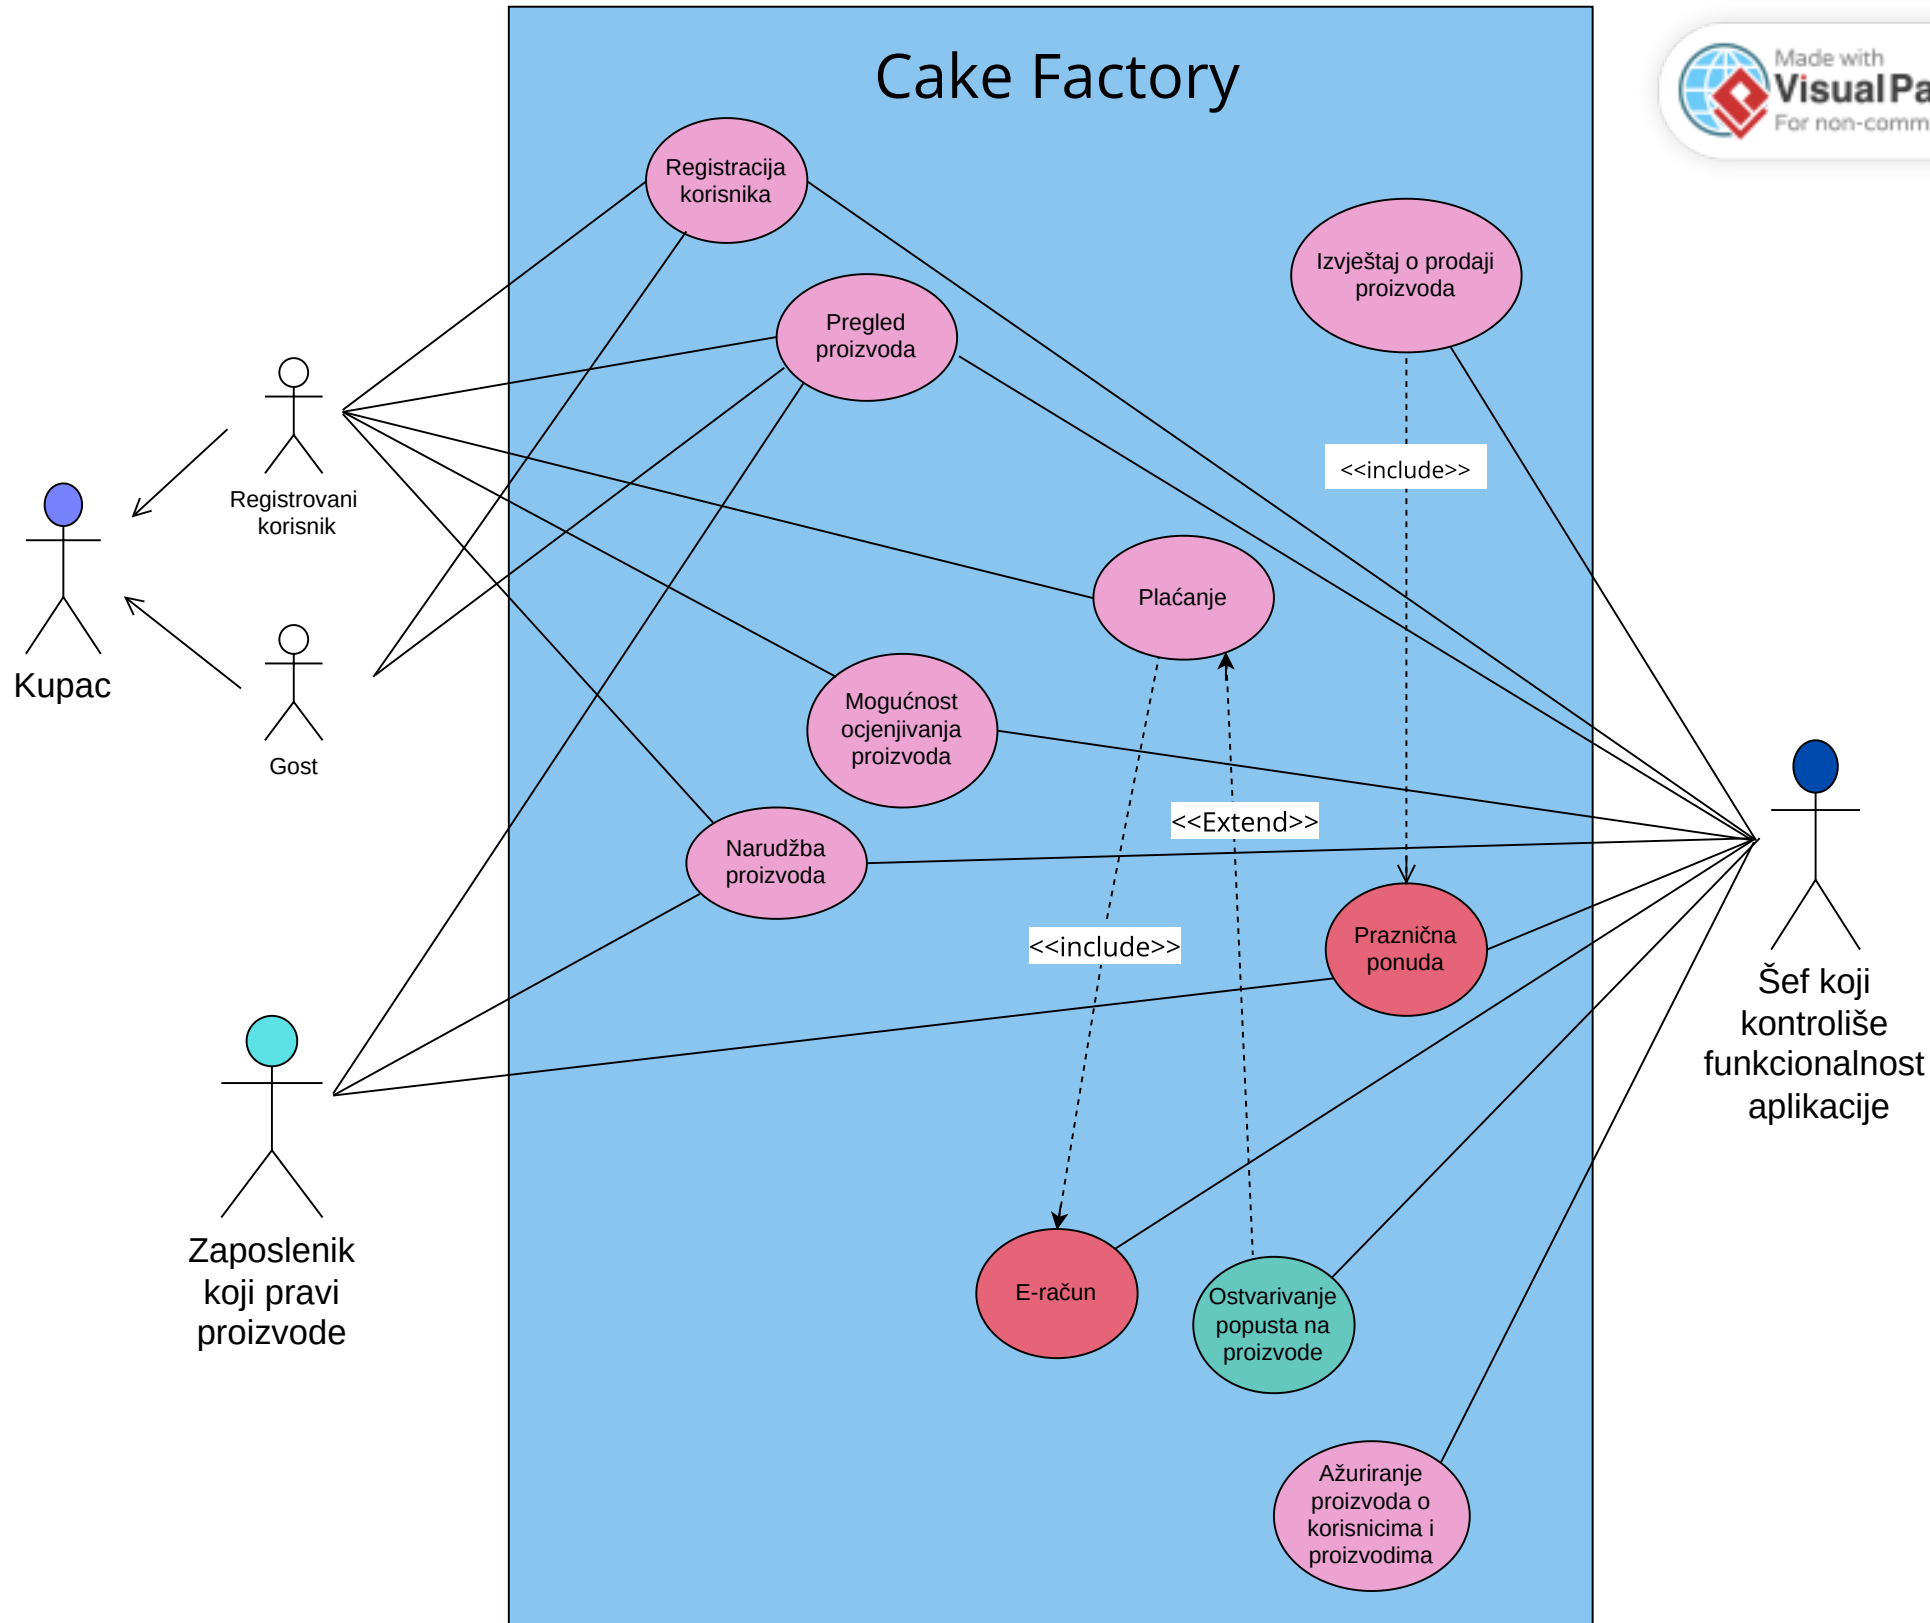 Cake Factory
Made with
VisualPa
For non-comm
Registracija
korisnika
Izvještaj o prodaji
proizvoda
Pregled
proizvoda
<<include>>
Registrovani
korisnik
Plaćanje
Kupac
Mogućnost
ocjenjivanja
proizvoda
Gost
<<Extend>>
Narudžba
proizvoda
<<include>>
Praznična
ponuda
Šef koji
kontroliše
funkcionalnost
aplikacije
Zaposlenik
koji pravi
proizvode
E-račun
Ostvarivanje
popusta na
proizvode
Ažuriranje
proizvoda o
korisnicima i
proizvodima